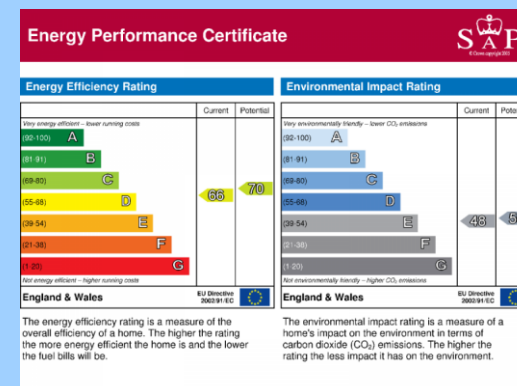 Energy Performance Certificate
SAP
© Crown copyright 2001
Energy Efficiency Rating
Current
Potential
Very energy efficient – lower running costs
(92-100) A
(81-91) B
(69-80) C
(55-68) D
(39-54) E
(21-38) F
(1-20) G
66
70
Not energy efficient – higher running costs
England & Wales
EU Directive
2002/91/EC
The energy efficiency rating is a measure of the
overall efficiency of a home. The higher the rating
the more energy efficient the home is and the lower
the fuel bills will be.
Environmental Impact Rating
Current
Very environmentally friendly – lower CO₂ emissions
(92-100) A
(81-91) B
(69-80) C
(55-68) D
(39-54) E
(21-38) F
(1-20) G
48
Not environmentally friendly – higher CO₂ emissions
England & Wales
EU Directive
2002/91/EC
The environmental impact rating is a measure of a
home's impact on the environment in terms of
carbon dioxide (CO₂) emissions. The higher the
rating the less impact it has on the environment.